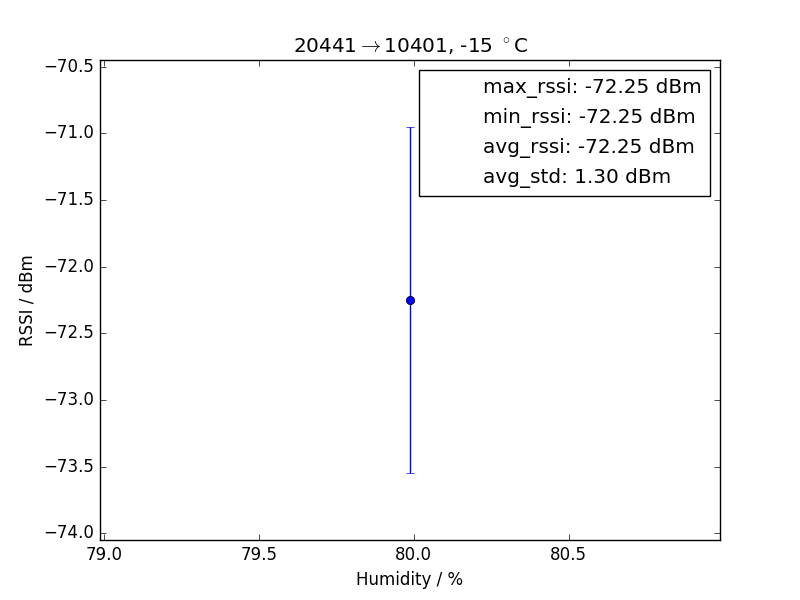 20441→10401, -15 °C
max_rssi: -72.25 dBm
min_rssi: -72.25 dBm
avg_rssi: -72.25 dBm
avg_std: 1.30 dBm
RSSI / dBm
−70.5
−71.0
−71.5
−72.0
−72.5
−73.0
−73.5
−74.0
79.0 79.5 80.0 80.5
Humidity / %